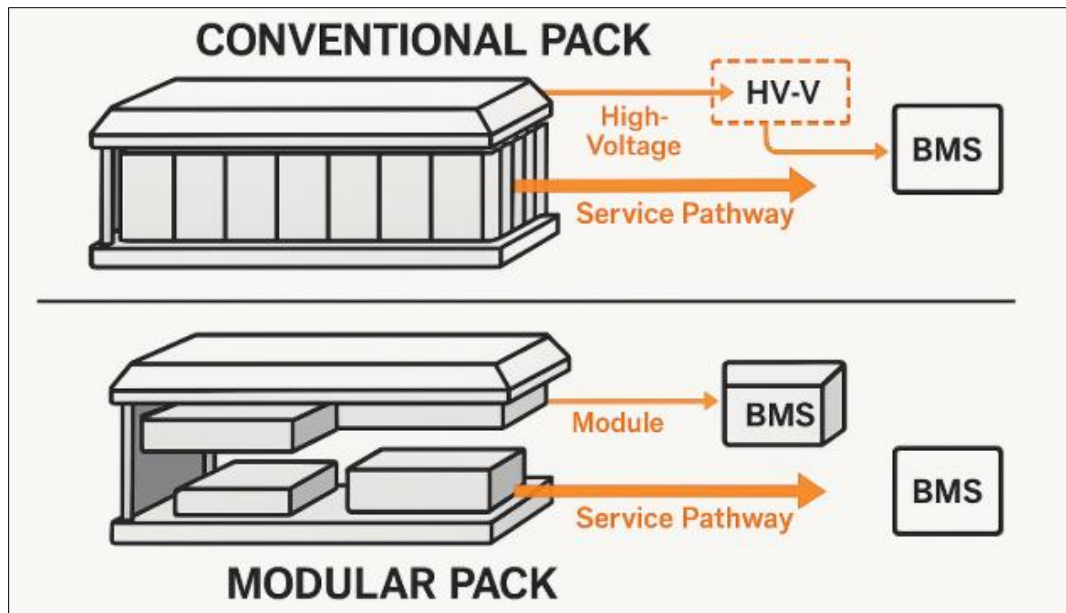 CONVENTIONAL PACK
High-
Voltage
HV-V
BMS
Service Pathway
Module
BMS
Service Pathway
BMS
MODULAR PACK